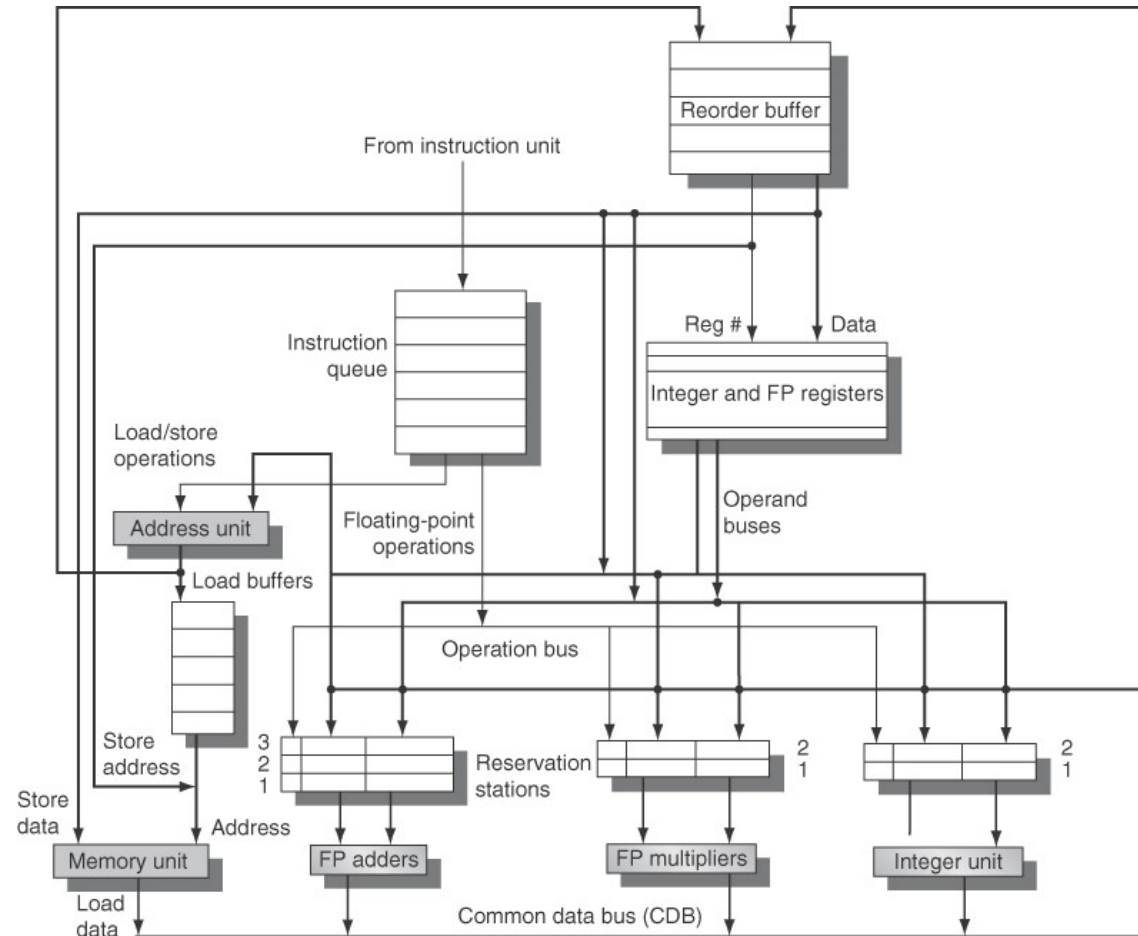 Reorder buffer
From instruction unit
Reg #
Data
Instruction
queue
Integer and FP registers
Load/store
operations
Operand
buses
Address unit
Floating-point
operations
Load buffers
Operation bus
Store
address
3
2
1
Reservation
stations
2
1
2
1
Store
data
Address
Memory unit
FP adders
FP multipliers
Integer unit
Load
data
Common data bus (CDB)